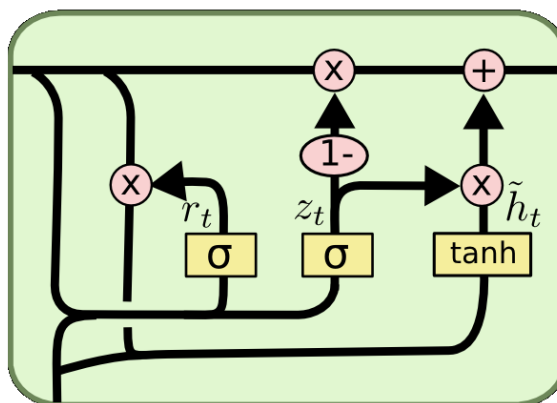 x +
1-
x x
r_t z_t h̃_t
σ σ tanh